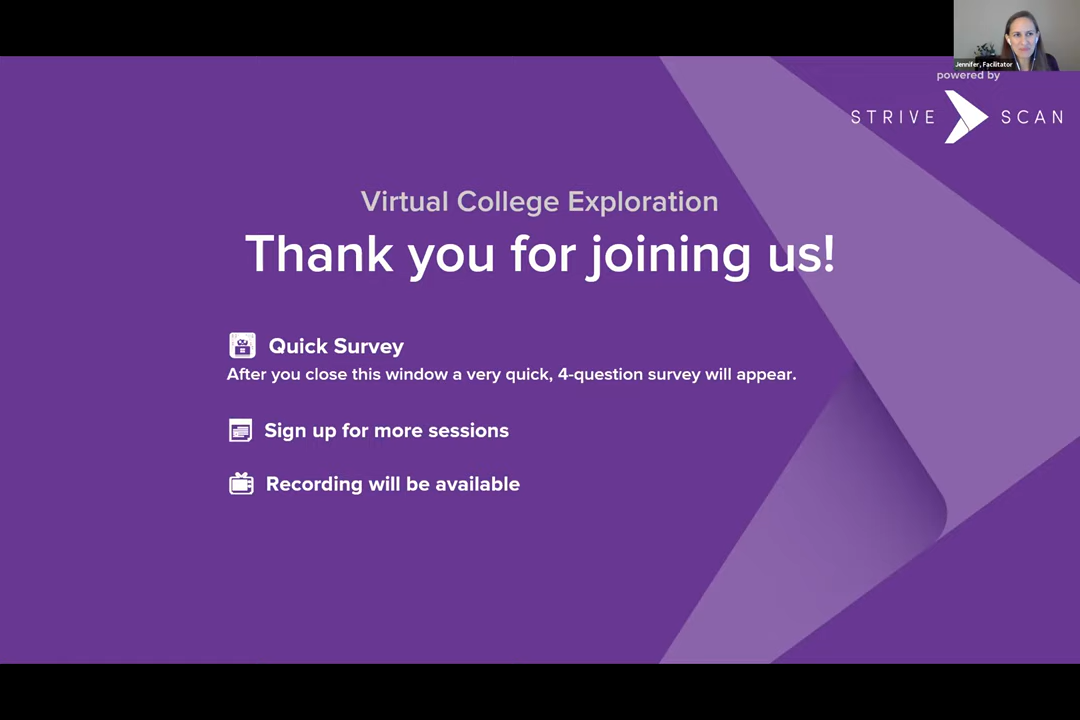 Jennifer, Facilitator
powered by
STRIVE SCAN
Virtual College Exploration
Thank you for joining us!
Quick Survey
After you close this window a very quick, 4-question survey will appear.
Sign up for more sessions
Recording will be available